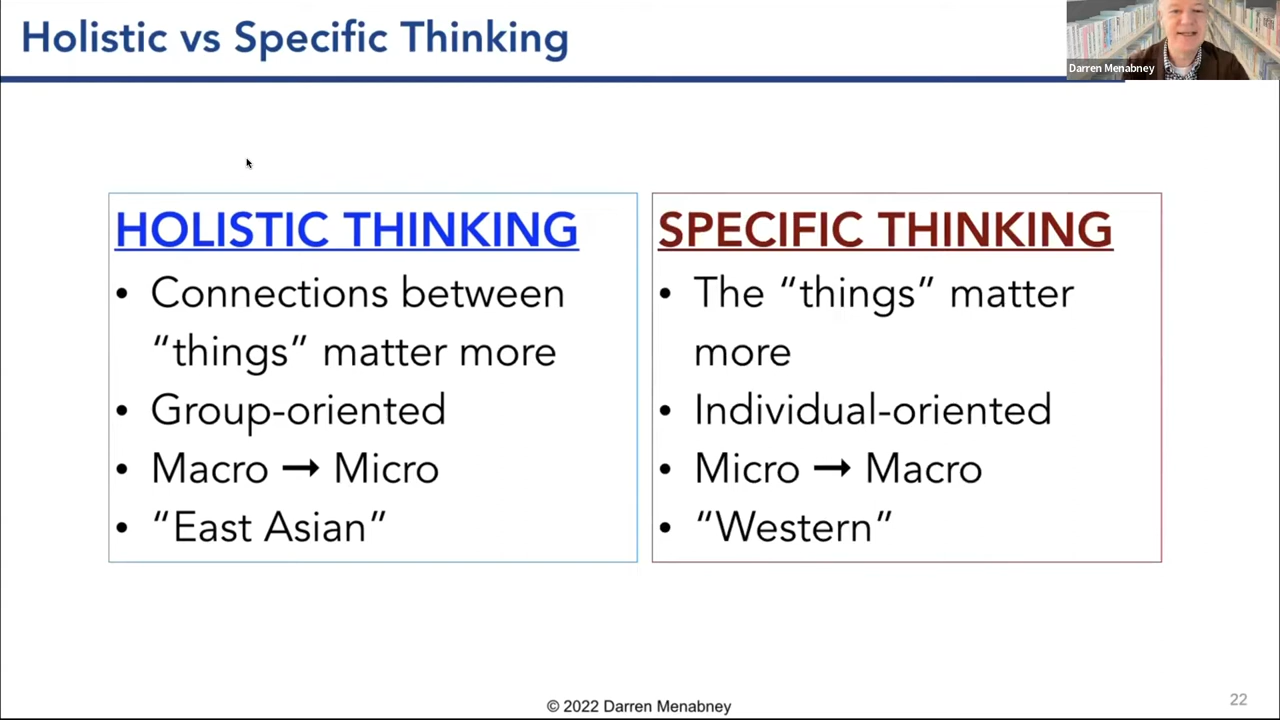 Holistic vs Specific Thinking
Darren Menabney
HOLISTIC THINKING
• Connections between
“things” matter more
• Group-oriented
• Macro → Micro
• “East Asian”
SPECIFIC THINKING
• The “things” matter
more
• Individual-oriented
• Micro → Macro
• “Western”
© 2022 Darren Menabney
22